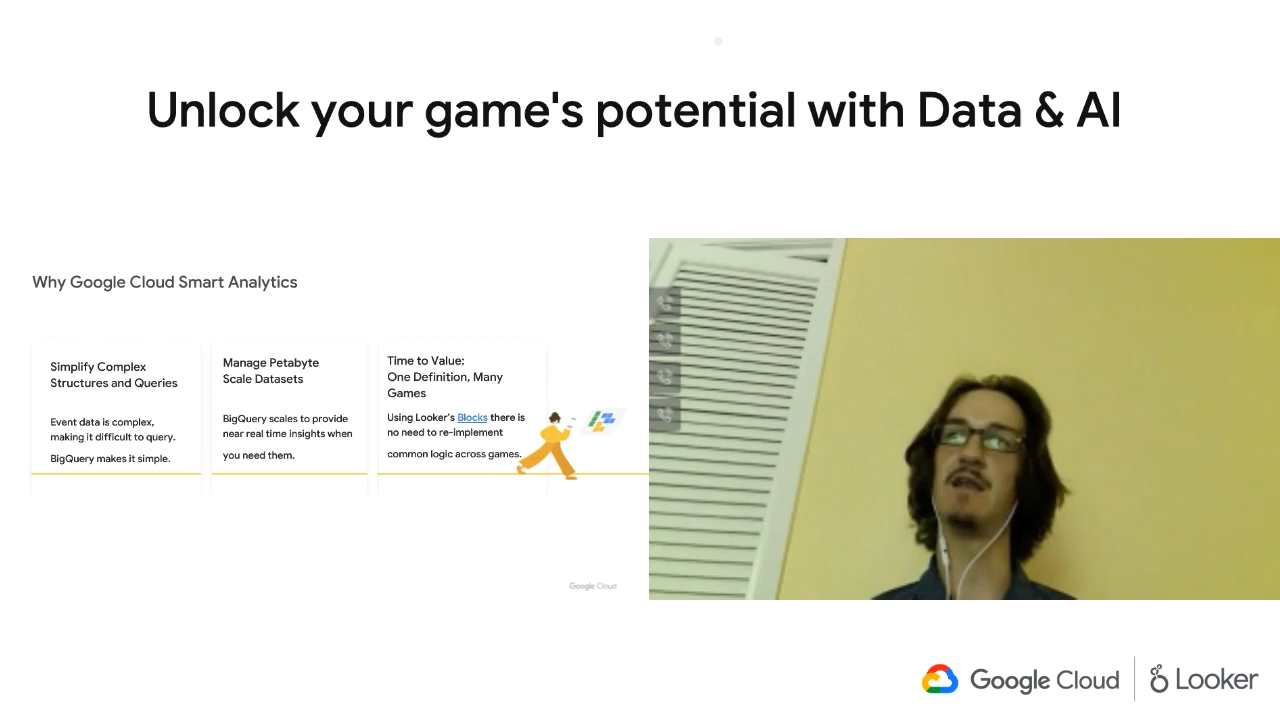 Unlock your game's potential with Data & AI
Why Google Cloud Smart Analytics
Simplify Complex
Structures and Queries
Event data is complex,
making it difficult to query.
BigQuery makes it simple.
Manage Petabyte
Scale Datasets
BigQuery scales to provide
near real time insights when
you need them.
Time to Value:
One Definition, Many
Games
Using Looker's Blocks there is
no need to re-implement
common logic across games.
Google Cloud
Google Cloud
Looker